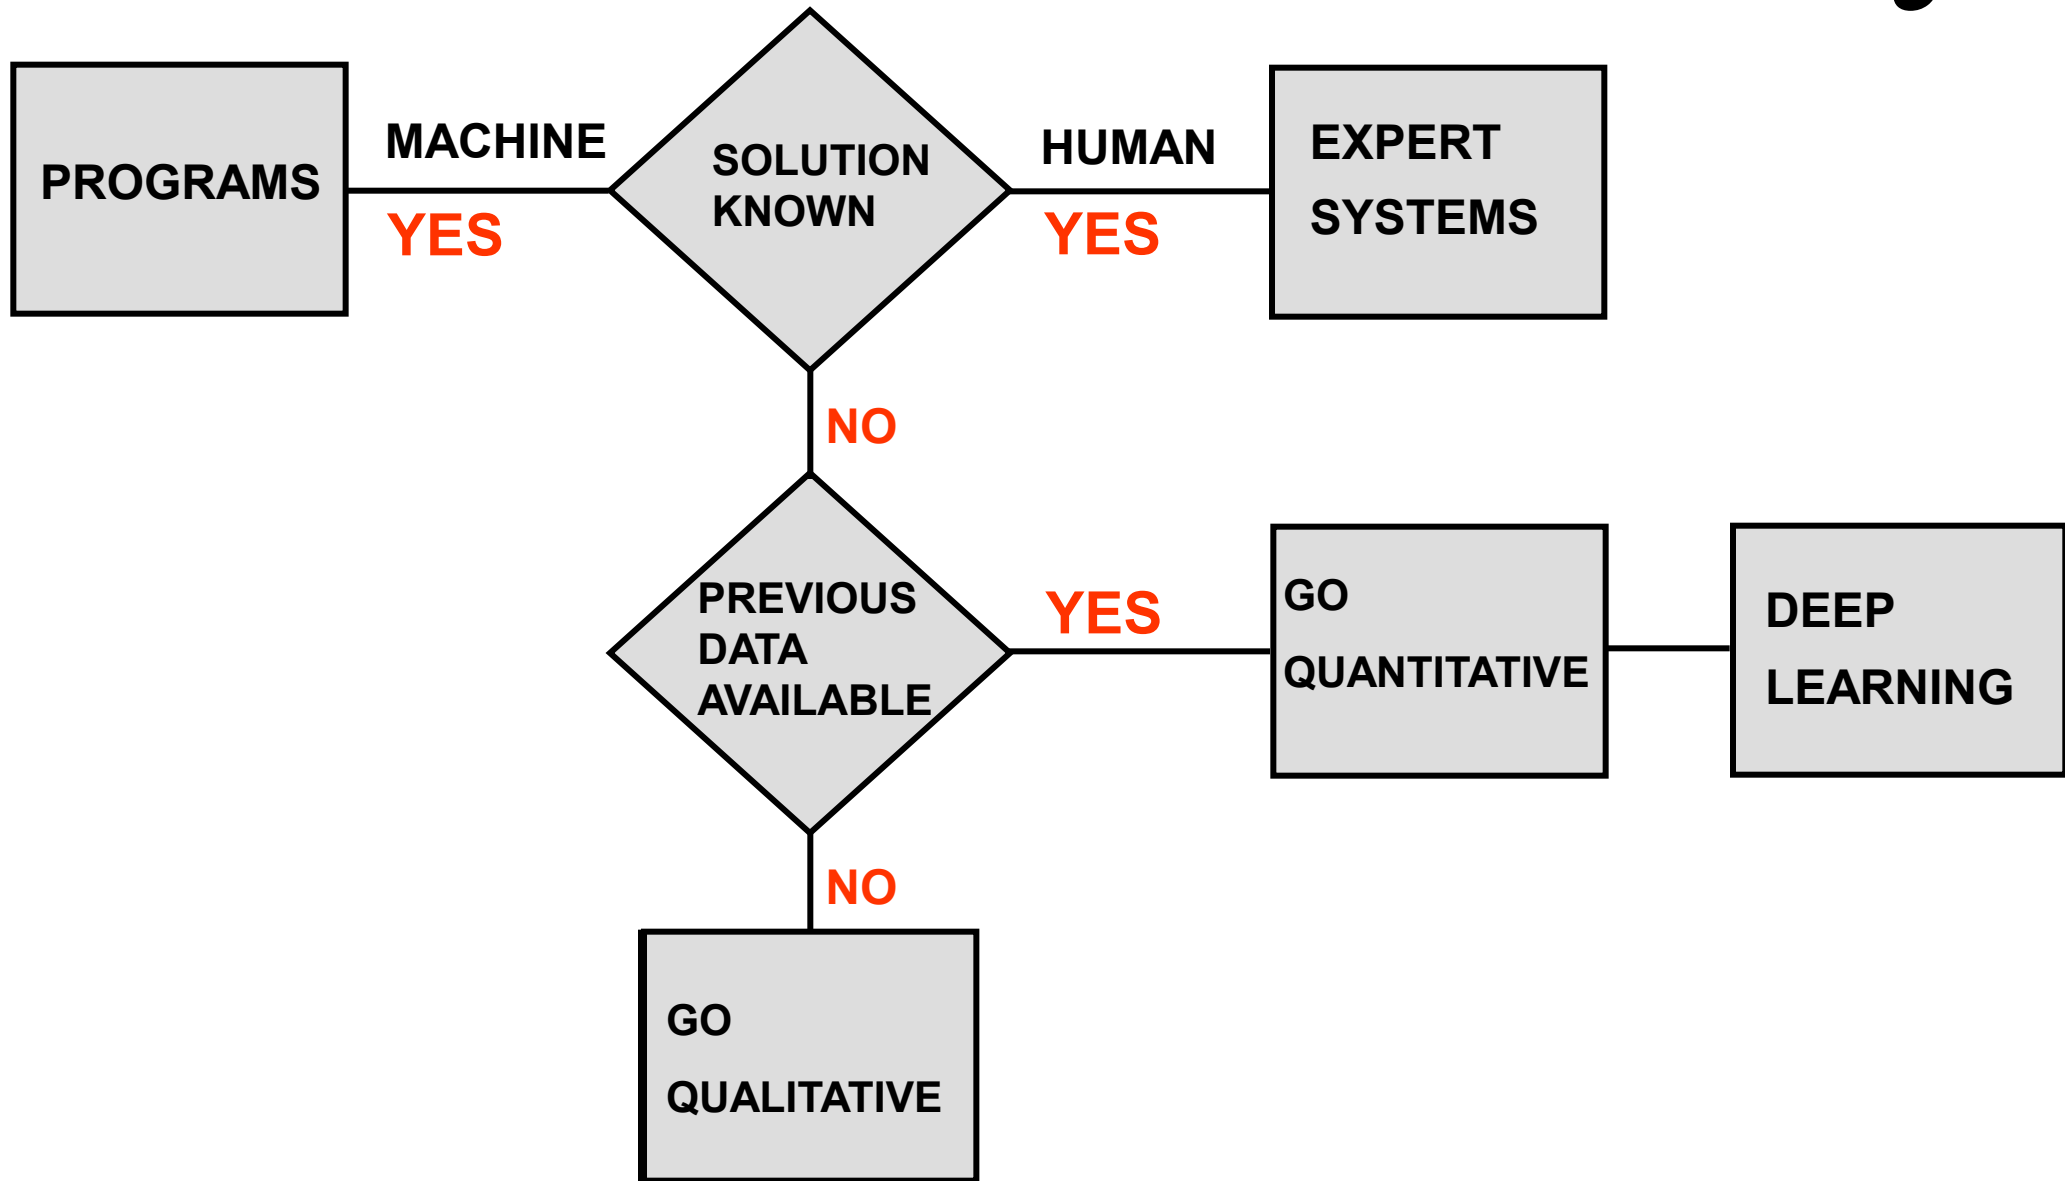 PROGRAMS
MACHINE
YES
SOLUTION
KNOWN
HUMAN
YES
EXPERT
SYSTEMS
NO
PREVIOUS
DATA
AVAILABLE
YES
GO
QUANTITATIVE
DEEP
LEARNING
NO
GO
QUALITATIVE